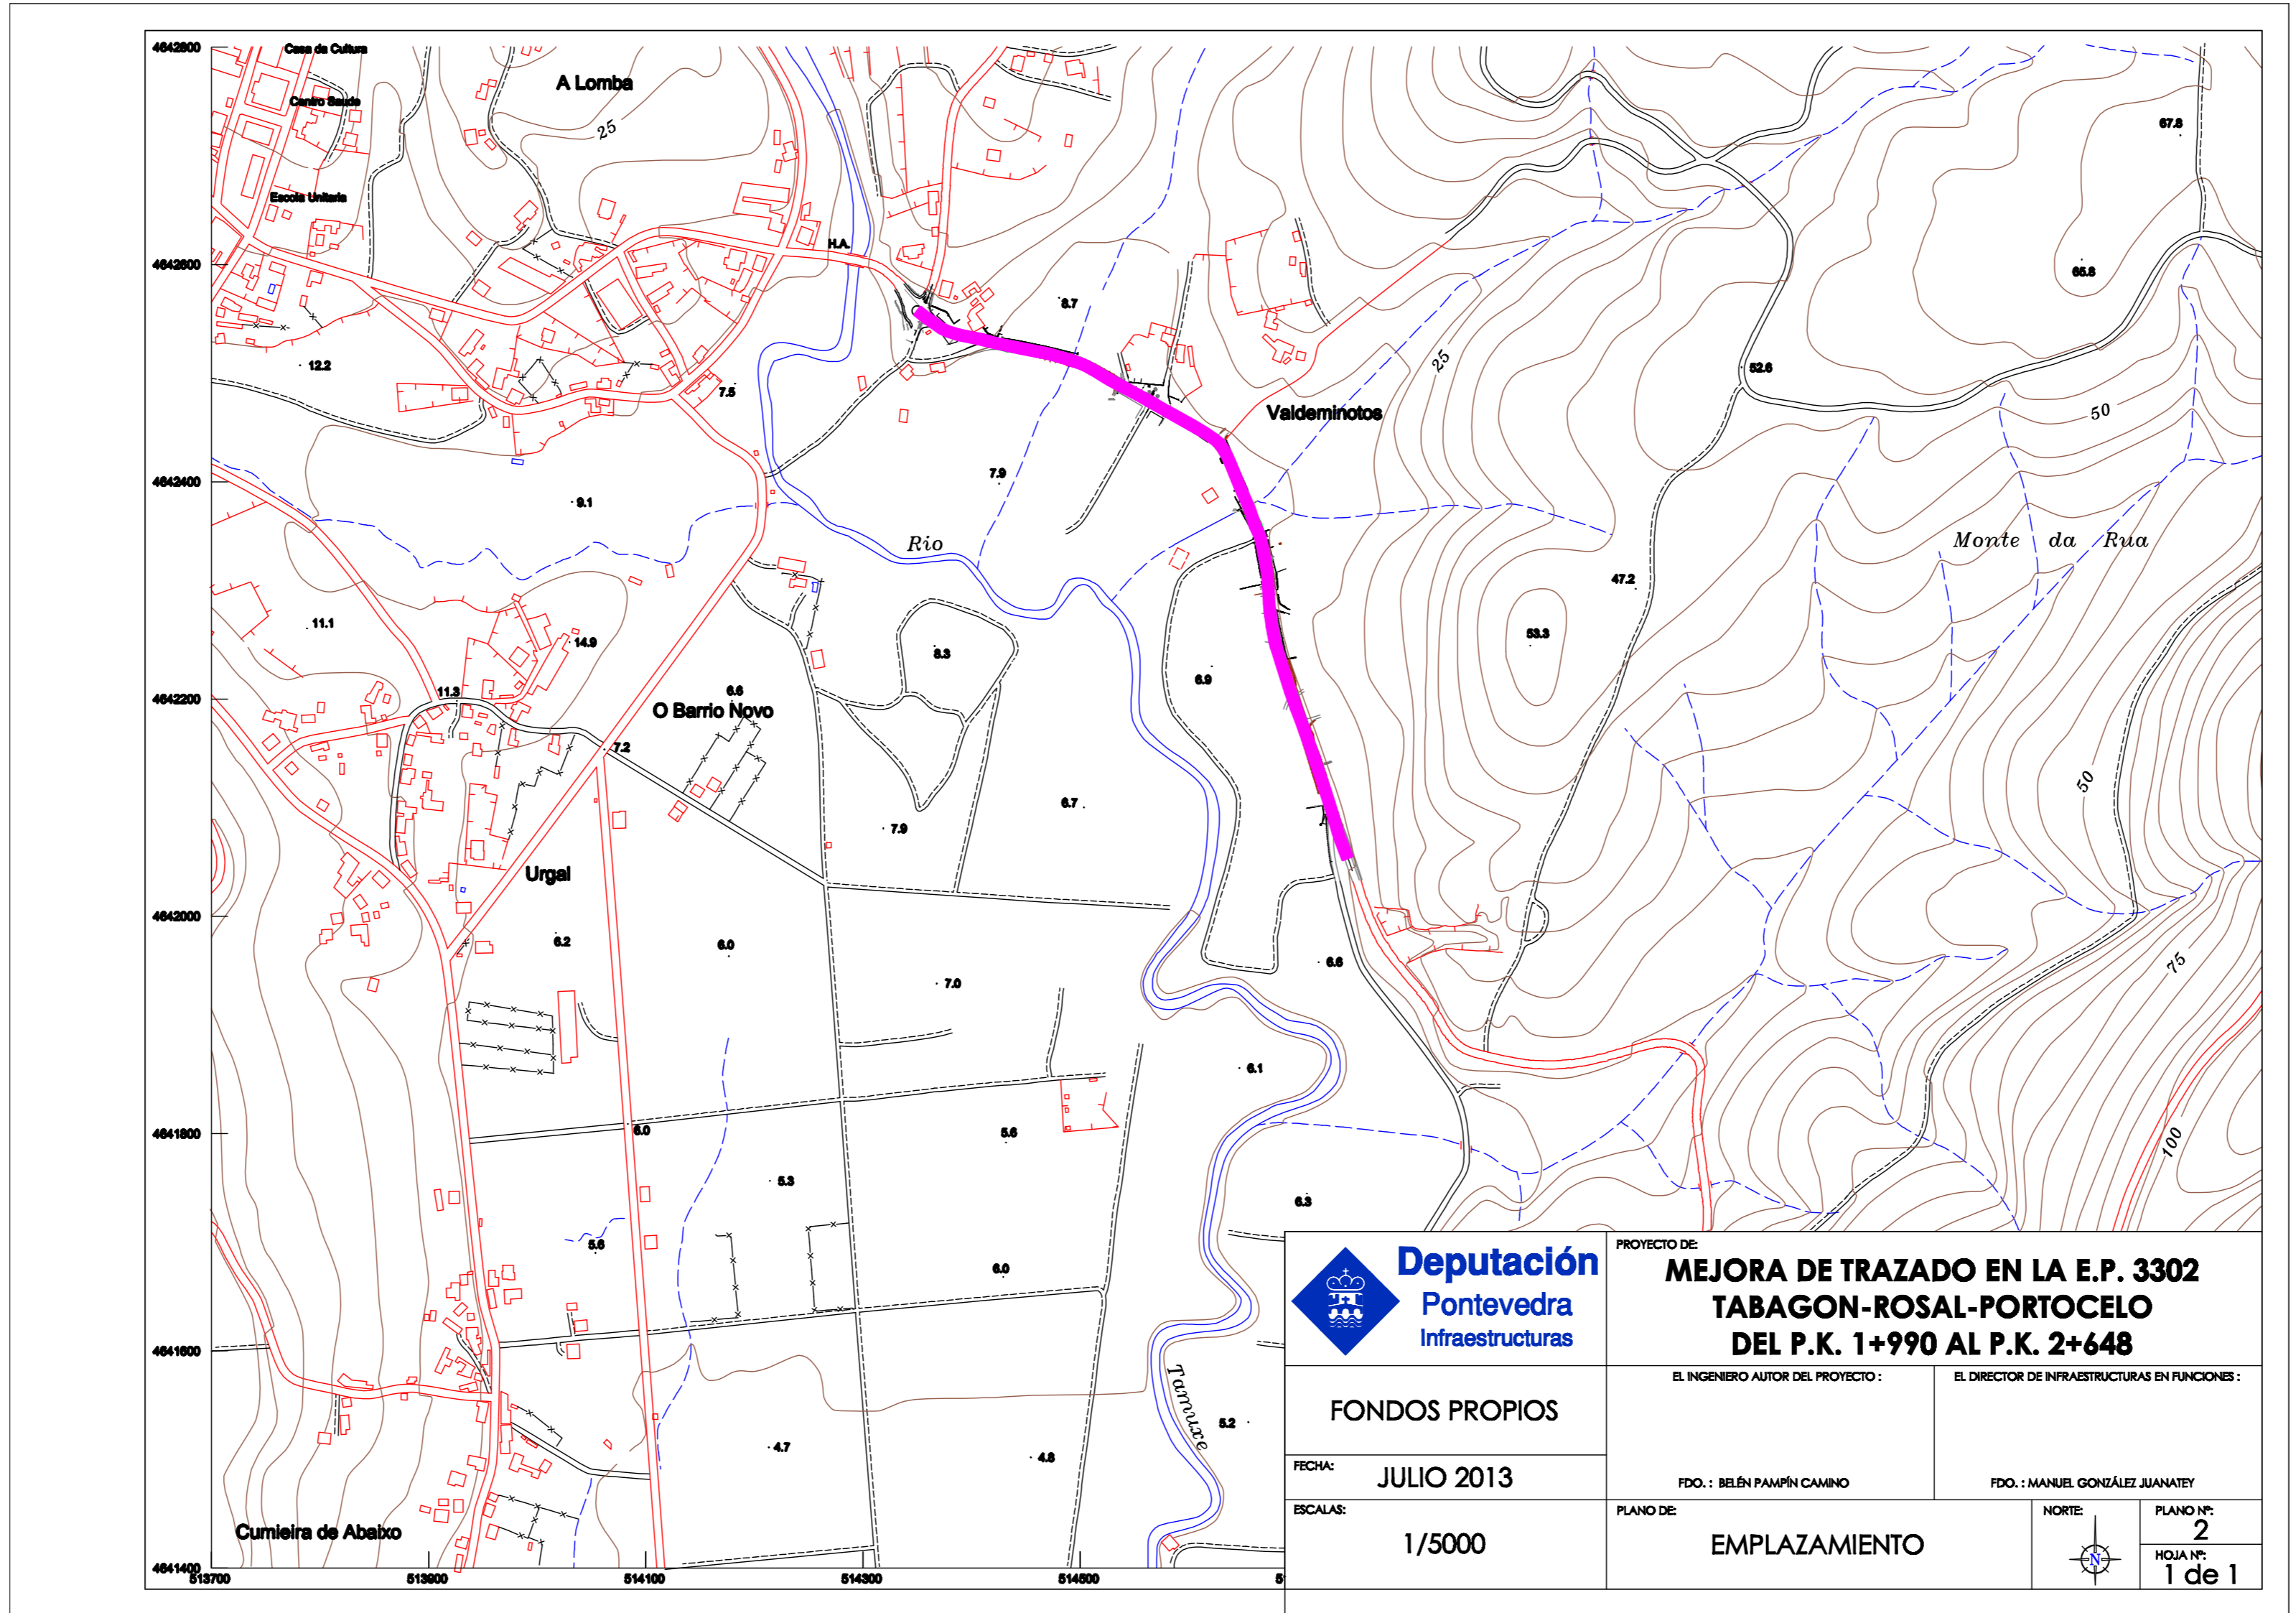 4642800
Casa da Cultura
A Lomba
Centro Saude
25
67.8
Escola Unitaria
H.A.
4642600
65.8
8.7
12.2
7.5
25
52.6
Valdeminotos
50
4642400
7.9
9.1
Rio
Monte da Rua
47.2
11.1
14.9
53.3
8.3
6.9
11.3
6.6
4642200
O Barrio Novo
7.2
50
6.7
7.9
Urgal
4642000
6.2
6.0
6.6
75
7.0
6.1
100
4641800
6.0
5.6
5.3
6.3
5.6
6.0
4641600
Tamuxe
5.2
4.7
4.8
Cumieira de Abaixo
4641400
513700
513900
514100
514300
514500
Deputación
Pontevedra
Infraestructuras
PROYECTO DE:
MEJORA DE TRAZADO EN LA E.P. 3302
TABAGON-ROSAL-PORTOCELO
DEL P.K. 1+990 AL P.K. 2+648
FONDOS PROPIOS
EL INGENIERO AUTOR DEL PROYECTO :
EL DIRECTOR DE INFRAESTRUCTURAS EN FUNCIONES :
FDO. : BELÉN PAMPÍN CAMINO
FDO. : MANUEL GONZÁLEZ JUANATEY
FECHA:
JULIO 2013
ESCALAS:
1/5000
PLANO DE:
EMPLAZAMIENTO
NORTE:
N
PLANO Nº:
2
HOJA Nº:
1 de 1